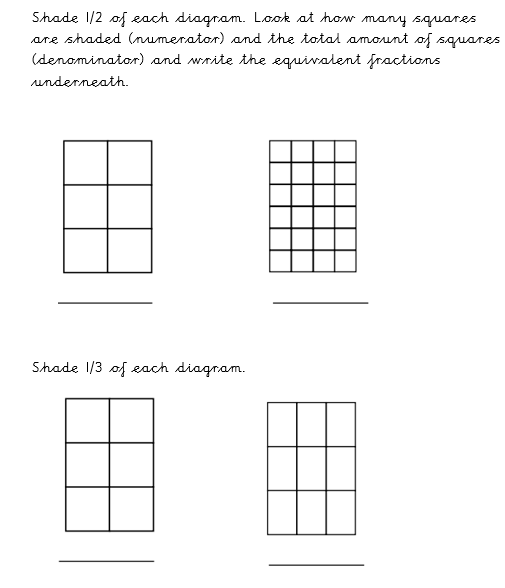 Shade 1/2 of each diagram. Look at how many squares
are shaded (numerator) and the total amount of squares
(denominator) and write the equivalent fractions
underneath.
Shade 1/3 of each diagram.